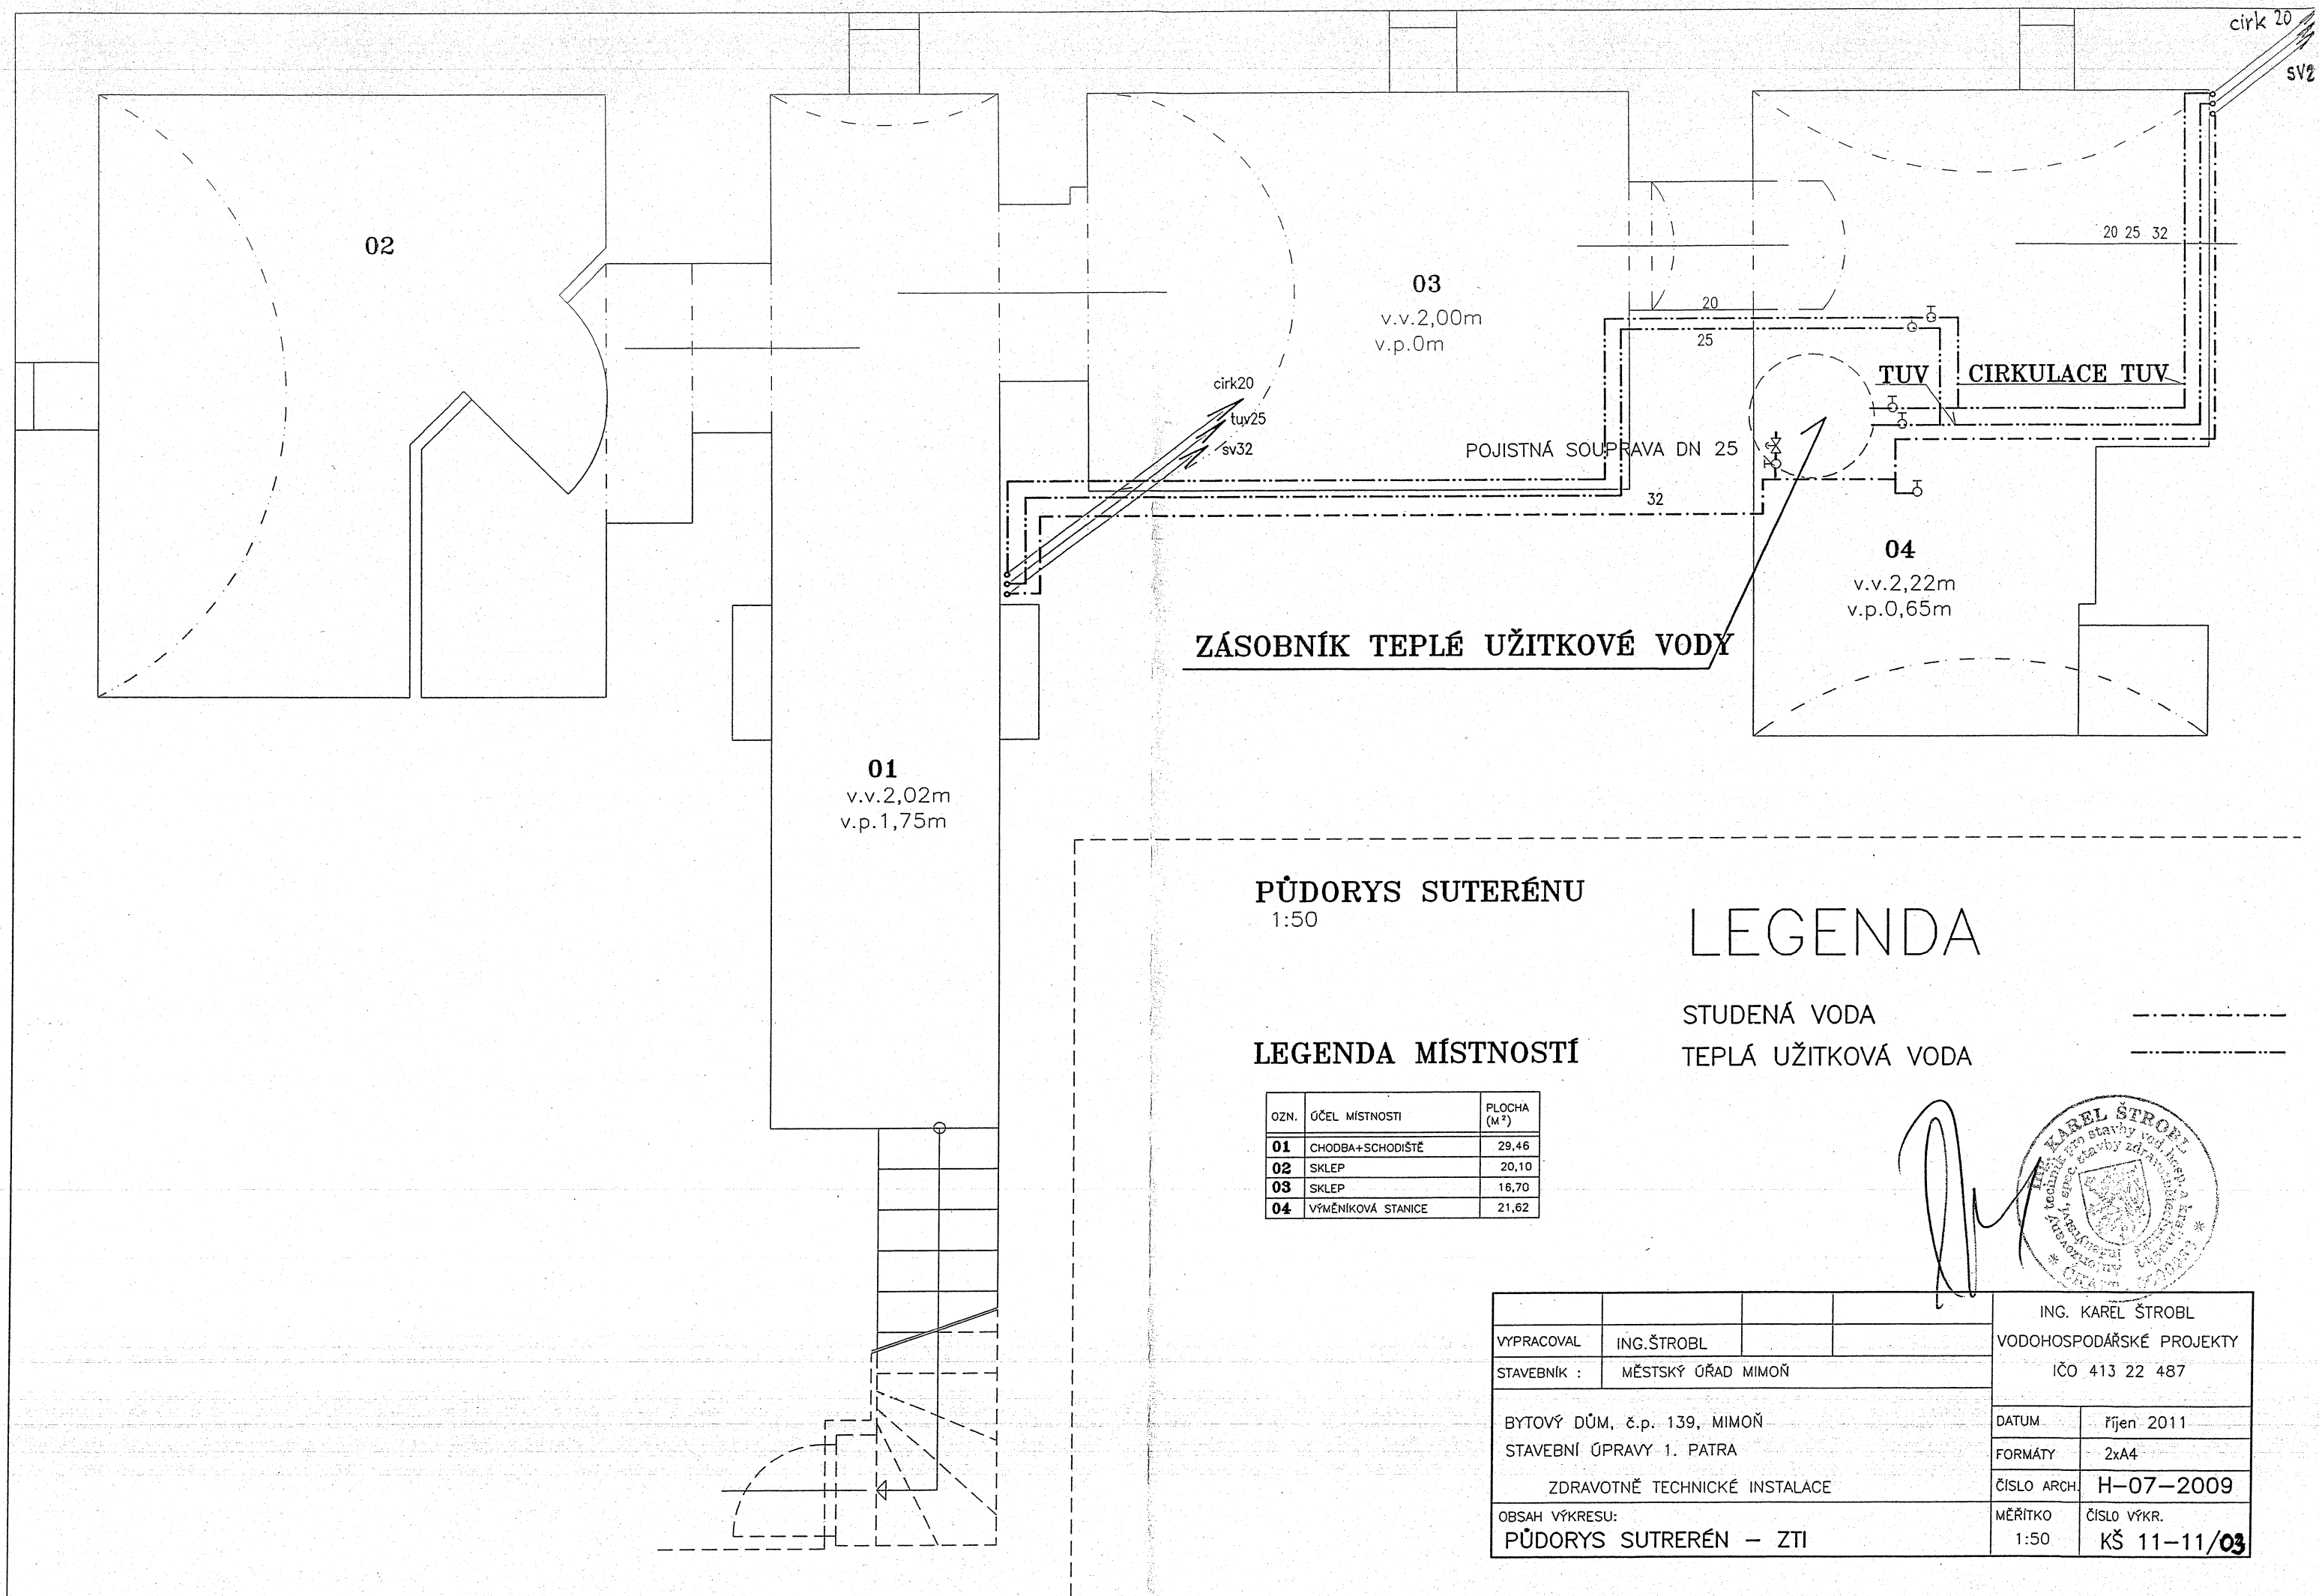 cirk 20
02
20 25 32
03
v.v.2,00m
v.p.0m
20
25
cirk20
tuv25
sv32
TUV
CIRKULACE TUV
POJISTNÁ SOUPRAVA DN 25
32
04
v.v.2,22m
v.p.0,65m
ZÁSOBNÍK TEPLÉ UŽITKOVÉ VODY
01
v.v.2,02m
v.p.1,75m
PŮDORYS SUTERÉNU
1:50
LEGENDA
STUDENÁ VODA
TEPLÁ UŽITKOVÁ VODA
LEGENDA MÍSTNOSTÍ
OZN. ÚČEL MÍSTNOSTI PLOCHA (M²)
01 CHODBA+SCHODIŠTĚ 29,46
02 SKLEP 20,10
03 SKLEP 16,70
04 VÝMĚNÍKOVÁ STANICE 21,62
KAREL ŠTROBL
ING. KAREL ŠTROBL
VODOHOSPODÁŘSKÉ PROJEKTY
IČO 413 22 487
VYPRACOVAL ING.ŠTROBL
STAVEBNÍK : MĚSTSKÝ ÚŘAD MIMOŇ
BYTOVÝ DŮM, č.p. 139, MIMOŇ
STAVEBNÍ ÚPRAVY 1. PATRA
ZDRAVOTNĚ TECHNICKÉ INSTALACE
DATUM říjen 2011
FORMÁTY 2xA4
ČÍSLO ARCH. H-07-2009
OBSAH VÝKRESU:
PŮDORYS SUTRERÉN - ZTI
MĚŘÍTKO
1:50
ČÍSLO VÝKR.
KŠ 11-11/03